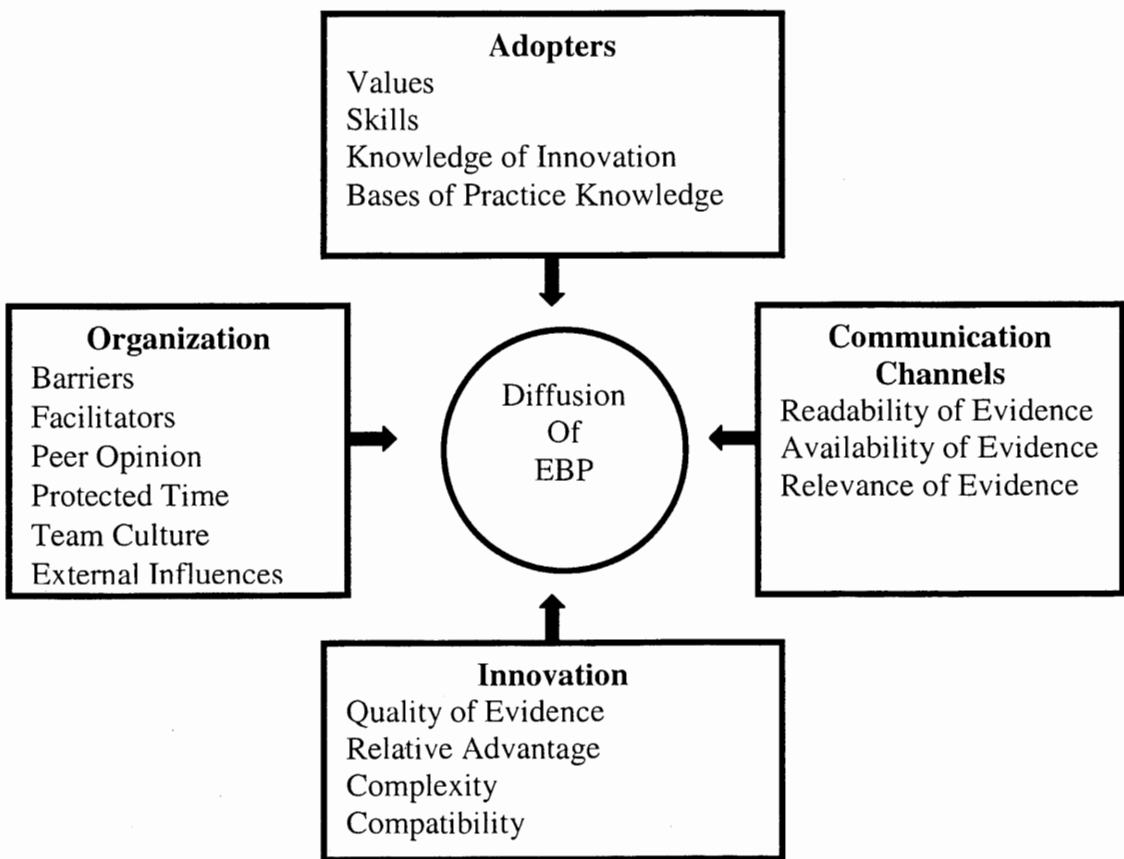 Adopters
Values
Skills
Knowledge of Innovation
Bases of Practice Knowledge
Organization
Barriers
Facilitators
Peer Opinion
Protected Time
Team Culture
External Influences
Diffusion
Of
EBP
Communication
Channels
Readability of Evidence
Availability of Evidence
Relevance of Evidence
Innovation
Quality of Evidence
Relative Advantage
Complexity
Compatibility